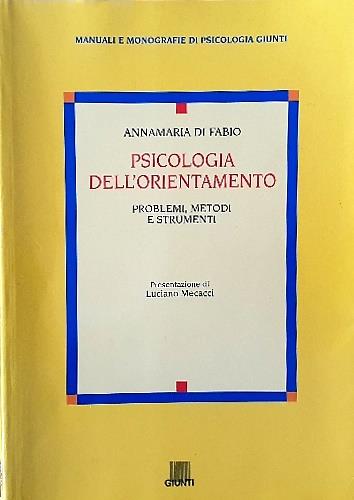 MANUALI E MONOGRAFIE DI PSICOLOGIA GIUNTI
ANNAMARIA DI FABIO
PSICOLOGIA
DELL'ORIENTAMENTO
PROBLEMI, METODI
E STRUMENTI
Presentazione di
Luciano Mecacci
GIUNTI